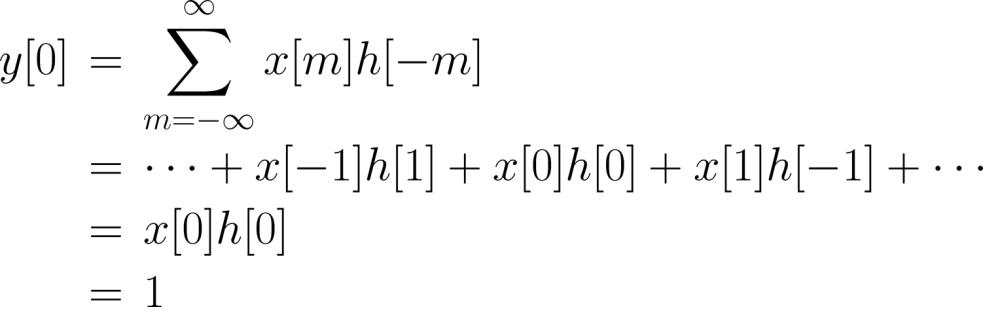 y[0] = ∑_{m=−∞}^{∞} x[m]h[−m]
= ⋯ + x[−1]h[1] + x[0]h[0] + x[1]h[−1] + ⋯
= x[0]h[0]
= 1